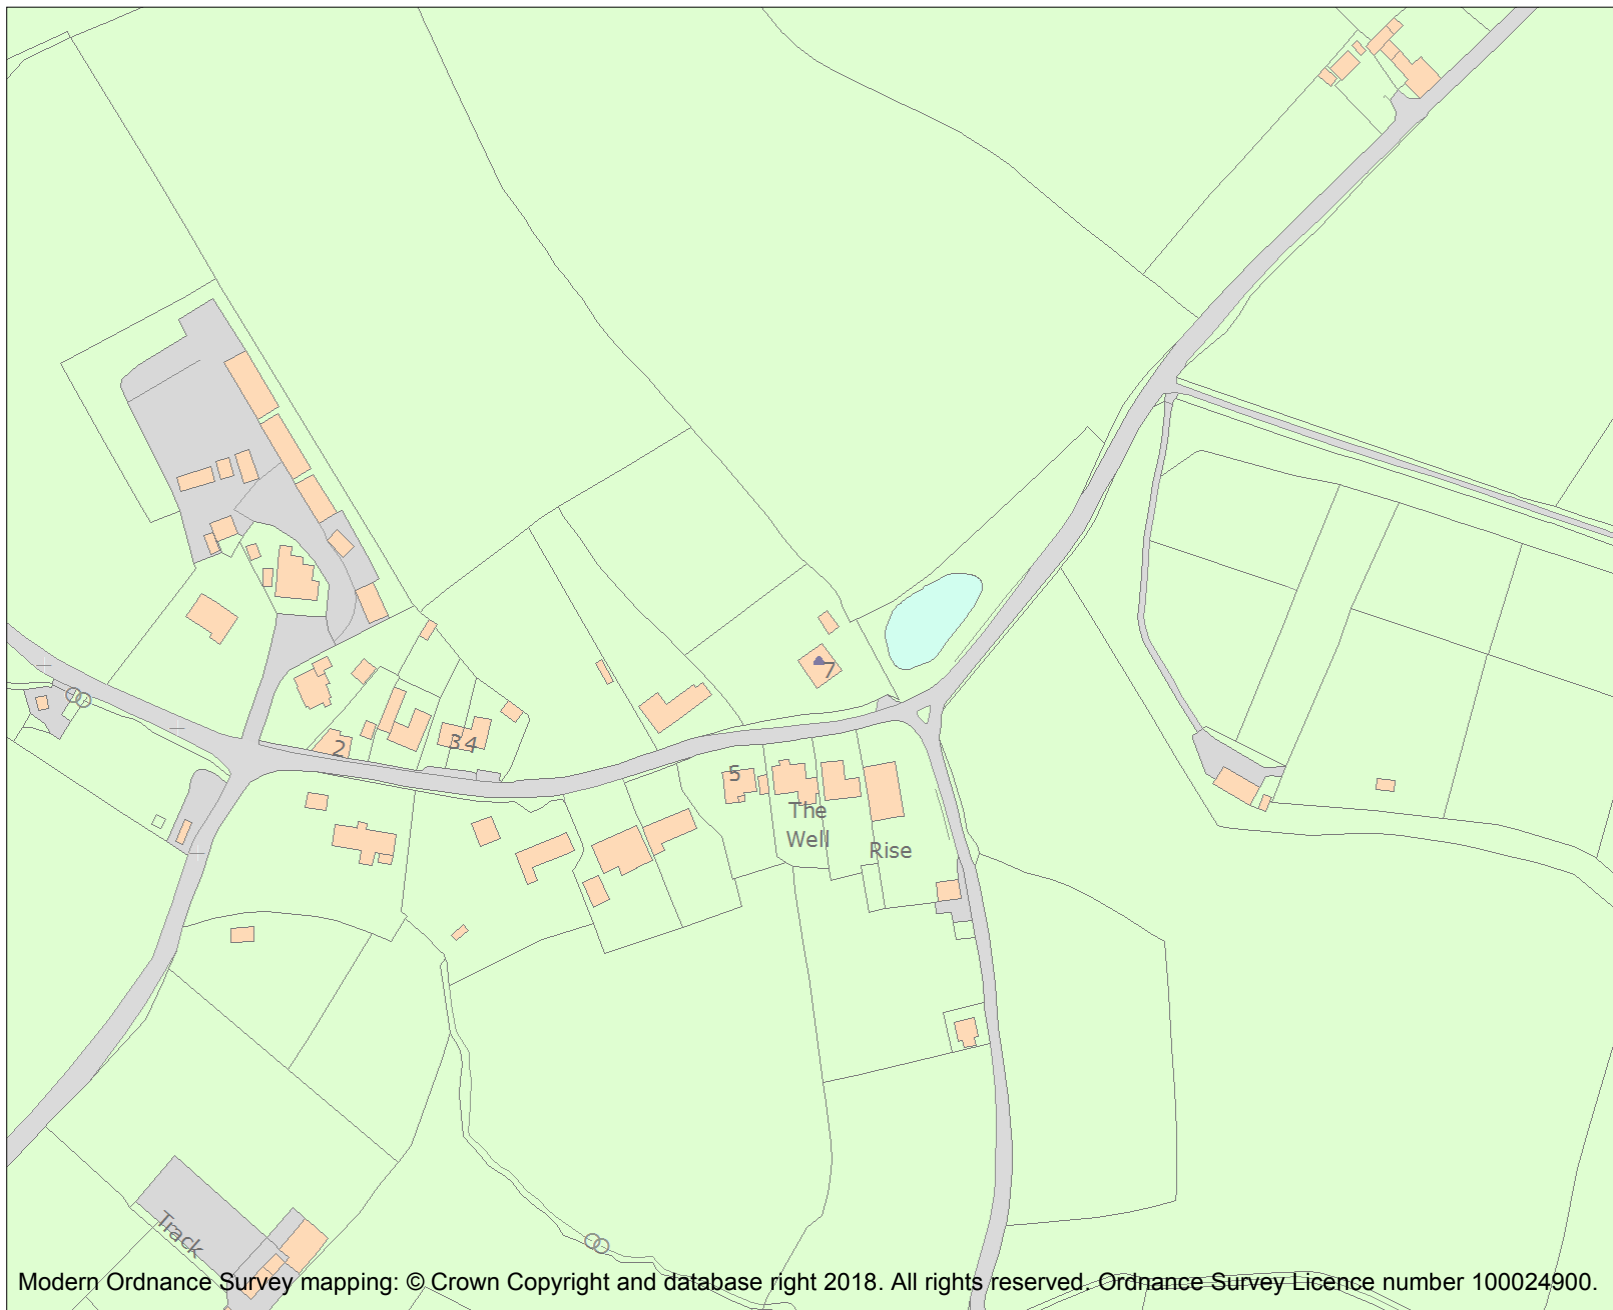 7
2
34
5
The
Well
Rise
Track
Modern Ordnance Survey mapping: © Crown Copyright and database right 2018. All rights reserved. Ordnance Survey Licence number 100024900.